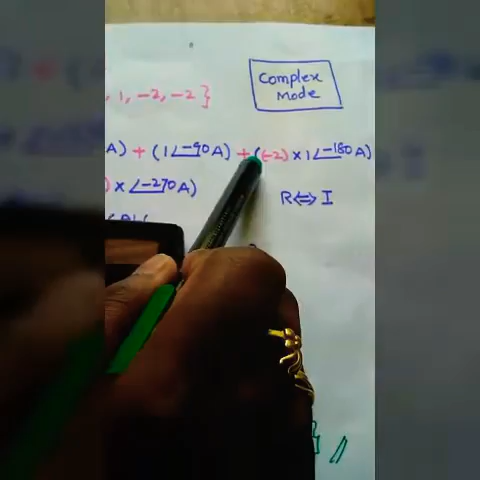 Complex
Mode
, 1, -2, -2 }
A) + (1∠-90A) + ((-2) × 1∠-180A)
) × ∠-270A)
R⇔I